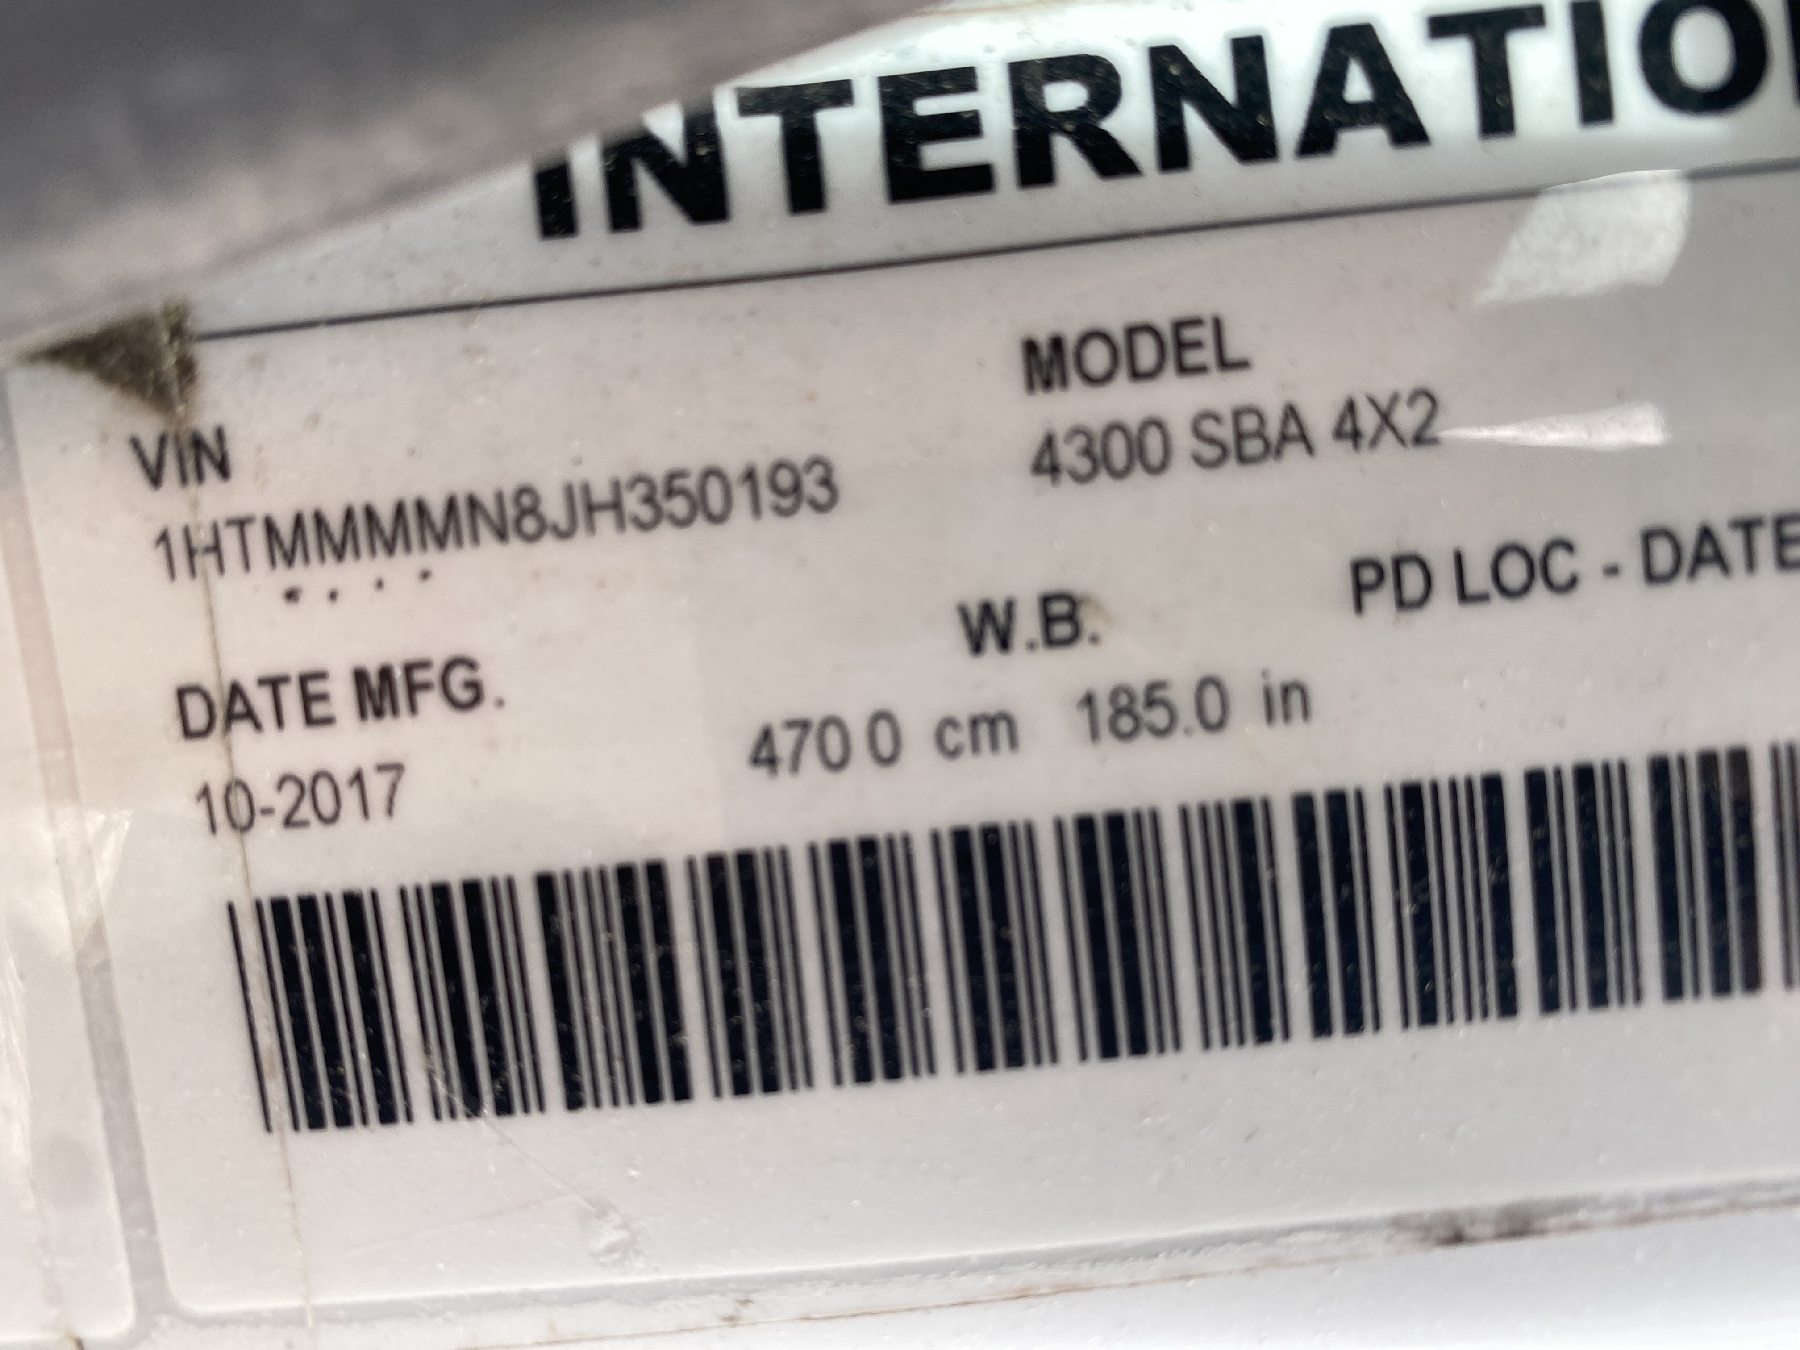 INTERNATIO
VIN
1HTMMMMN8JH350193
MODEL
4300 SBA 4X2
DATE MFG.
10-2017
W.B.
470 0 cm 185.0 in
PD LOC - DATE